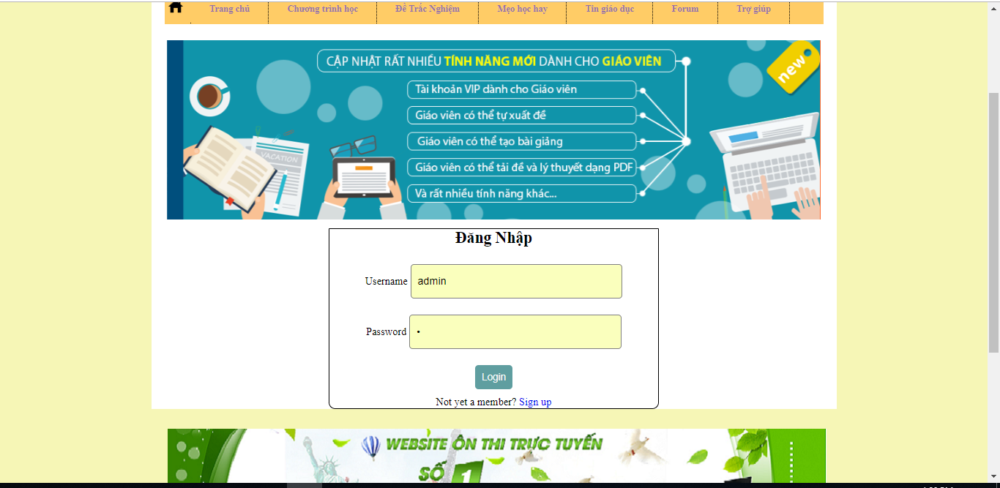 Trang chủ Chương trình học Đề Trắc Nghiệm Mẹo học hay Tin giáo dục Forum Trợ giúp
CẬP NHẬT RẤT NHIỀU TÍNH NĂNG MỚI DÀNH CHO GIÁO VIÊN
new
Tài khoản VIP dành cho Giáo viên
Giáo viên có thể tự xuất đề
Giáo viên có thể tạo bài giảng
VACATION
Giáo viên có thể tải đề và lý thuyết dạng PDF
Và rất nhiều tính năng khác...
Đăng Nhập
Username admin
Password •
Login
Not yet a member? Sign up
WEBSITE ÔN THI TRỰC TUYẾN
SỐ 1